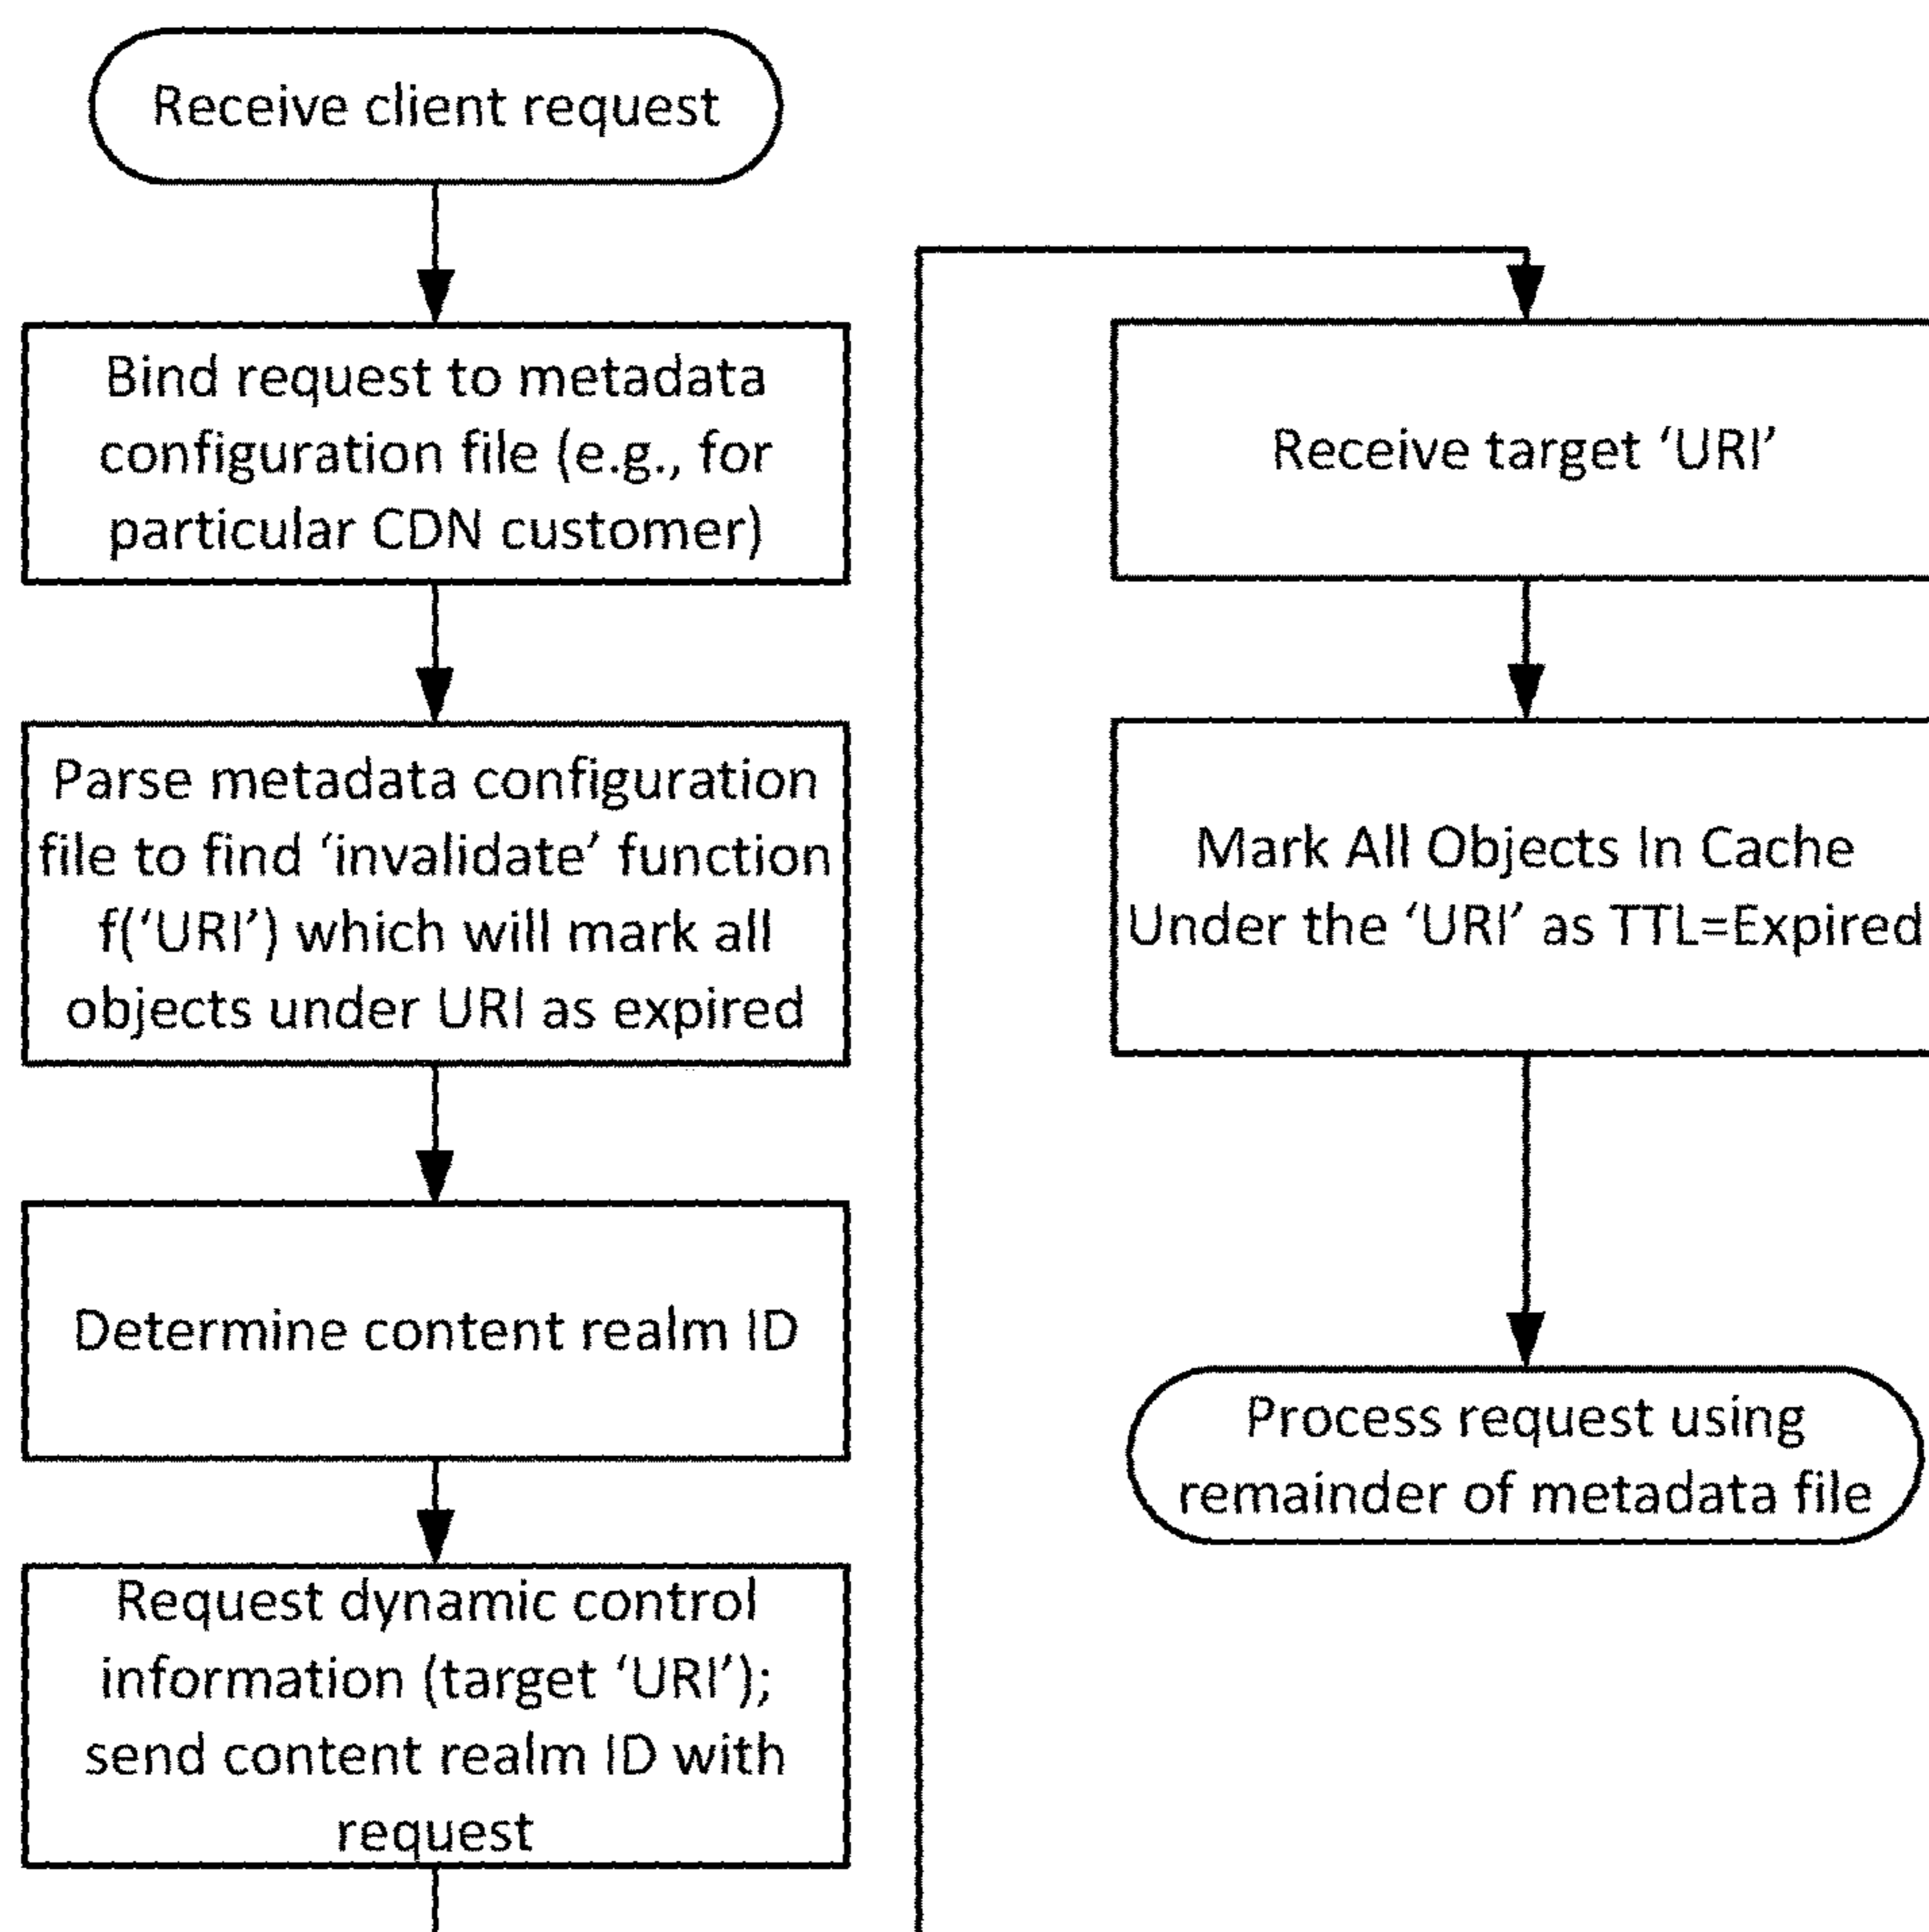 Receive client request
Bind request to metadata
configuration file (e.g., for
particular CDN customer)
Parse metadata configuration
file to find ‘invalidate’ function
f(‘URI’) which will mark all
objects under URI as expired
Determine content realm ID
Request dynamic control
information (target ‘URI’);
send content realm ID with
request
Receive target ‘URI’
Mark All Objects In Cache
Under the ‘URI’ as TTL=Expired
Process request using
remainder of metadata file